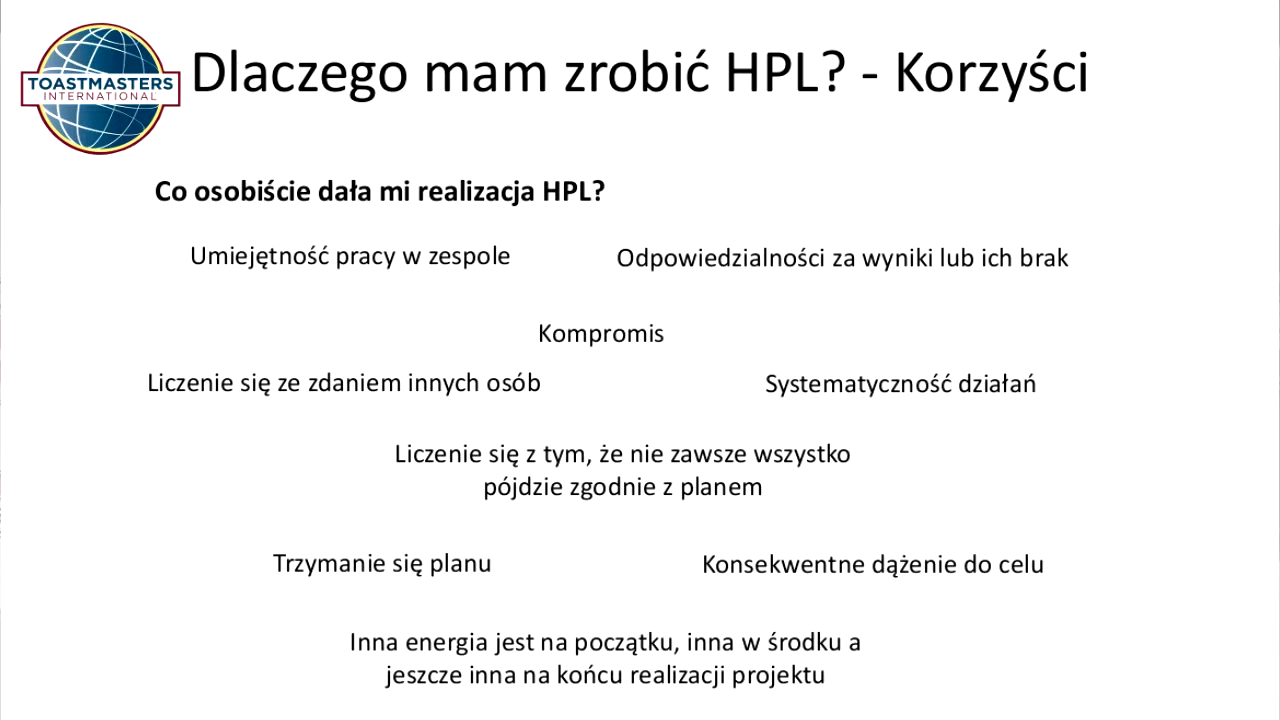 TOASTMASTERS
INTERNATIONAL
Dlaczego mam zrobić HPL? - Korzyści
Co osobiście dała mi realizacja HPL?
Umiejętność pracy w zespole
Odpowiedzialności za wyniki lub ich brak
Kompromis
Liczenie się ze zdaniem innych osób
Systematyczność działań
Liczenie się z tym, że nie zawsze wszystko
pójdzie zgodnie z planem
Trzymanie się planu
Konsekwentne dążenie do celu
Inna energia jest na początku, inna w środku a
jeszcze inna na końcu realizacji projektu